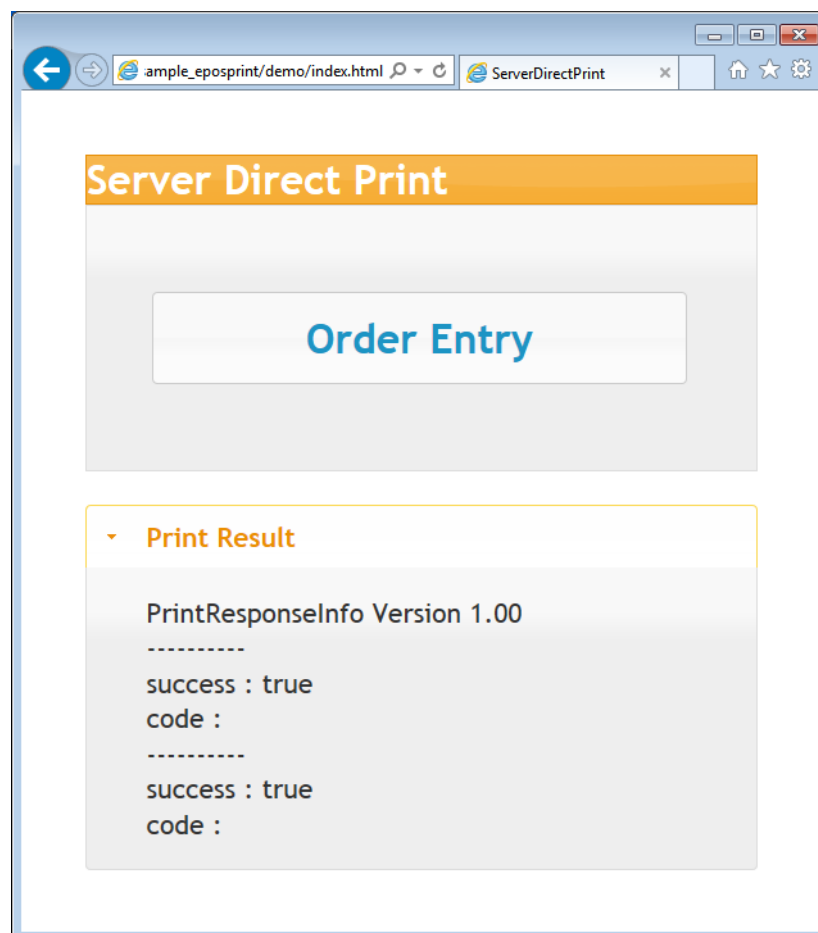 ample_eposprint/demo/index.html
ServerDirectPrint
Server Direct Print
Order Entry
Print Result
PrintResponseInfo Version 1.00
----------
success : true
code :
----------
success : true
code :